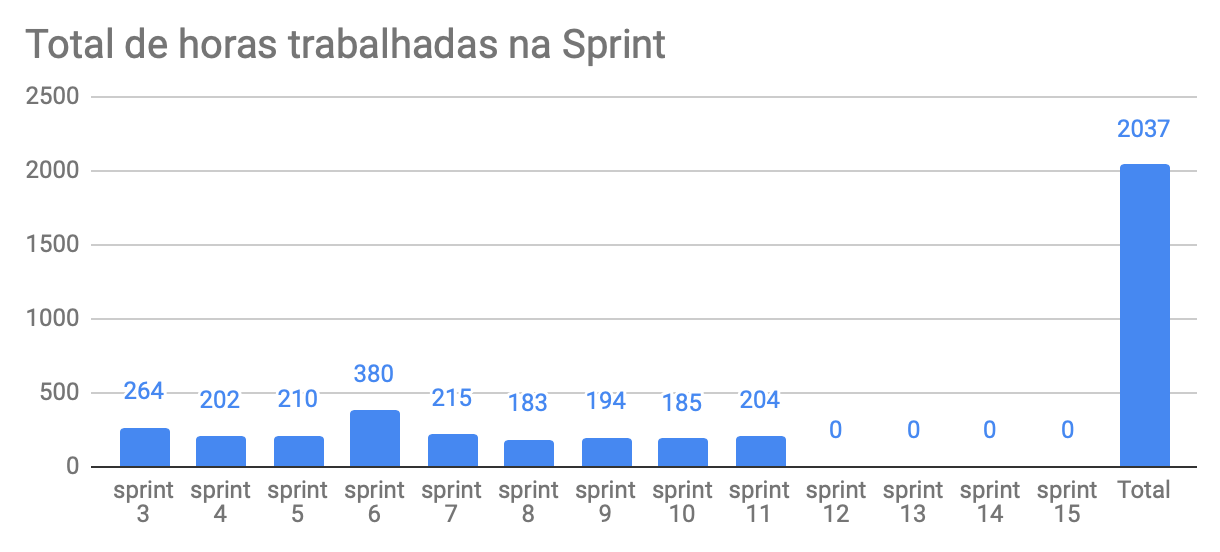 Total de horas trabalhadas na Sprint
2500
2000
1500
1000
500
0
264
202
210
380
215
183
194
185
204
0
0
0
0
2037
sprint 3
sprint 4
sprint 5
sprint 6
sprint 7
sprint 8
sprint 9
sprint 10
sprint 11
sprint 12
sprint 13
sprint 14
sprint 15
Total